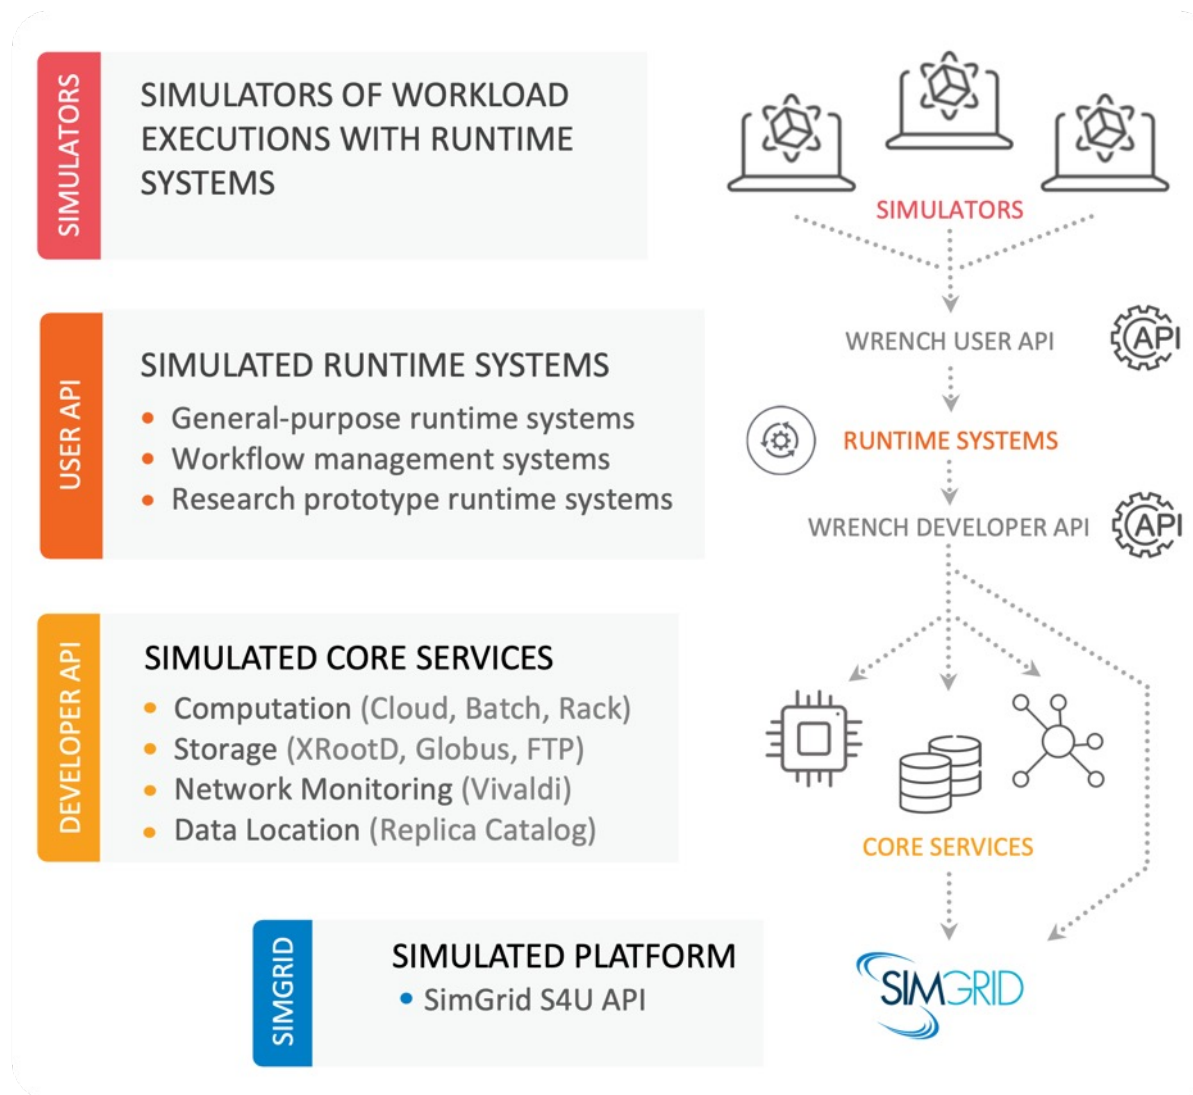 SIMULATORS
SIMULATORS OF WORKLOAD
EXECUTIONS WITH RUNTIME
SYSTEMS
SIMULATORS
WRENCH USER API
API
USER API
SIMULATED RUNTIME SYSTEMS
• General-purpose runtime systems
• Workflow management systems
• Research prototype runtime systems
RUNTIME SYSTEMS
WRENCH DEVELOPER API
API
DEVELOPER API
SIMULATED CORE SERVICES
• Computation (Cloud, Batch, Rack)
• Storage (XRootD, Globus, FTP)
• Network Monitoring (Vivaldi)
• Data Location (Replica Catalog)
CORE SERVICES
SIMGRID
SIMULATED PLATFORM
• SimGrid S4U API
SIMGRID